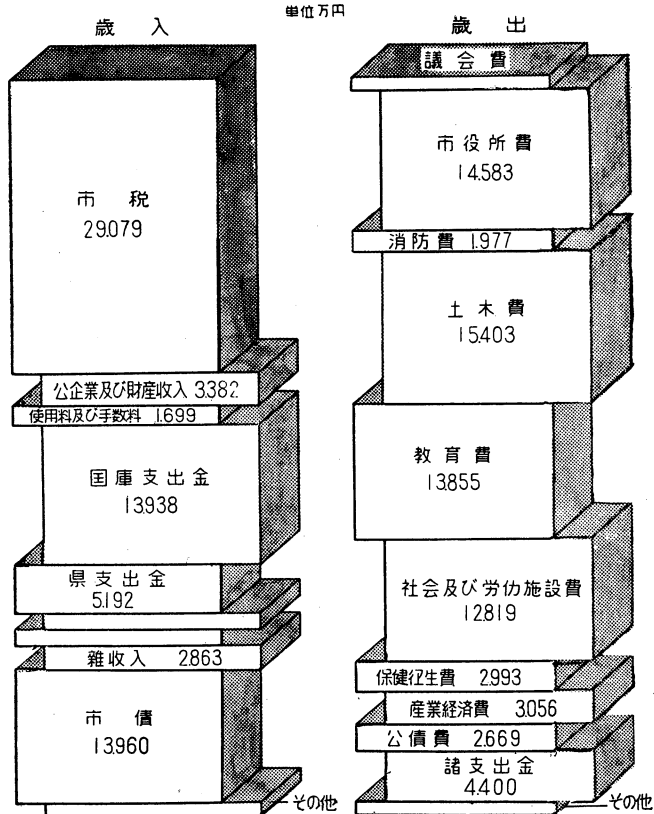 単位万円
歳入
市税
29.079
公企業及び財産収入 3.382
使用料及び手数料 1.699
国庫支出金
13.938
県支出金
5.192
雑収入 2.863
市債
13.960
その他
歳出
議会費
市役所費
14.583
消防費 1.977
土木費
15.403
教育費
13.855
社会及び労仂施設費
12.819
保健衛生費 2.993
産業経済費 3.056
公債費 2.669
諸支出金
4.400
その他